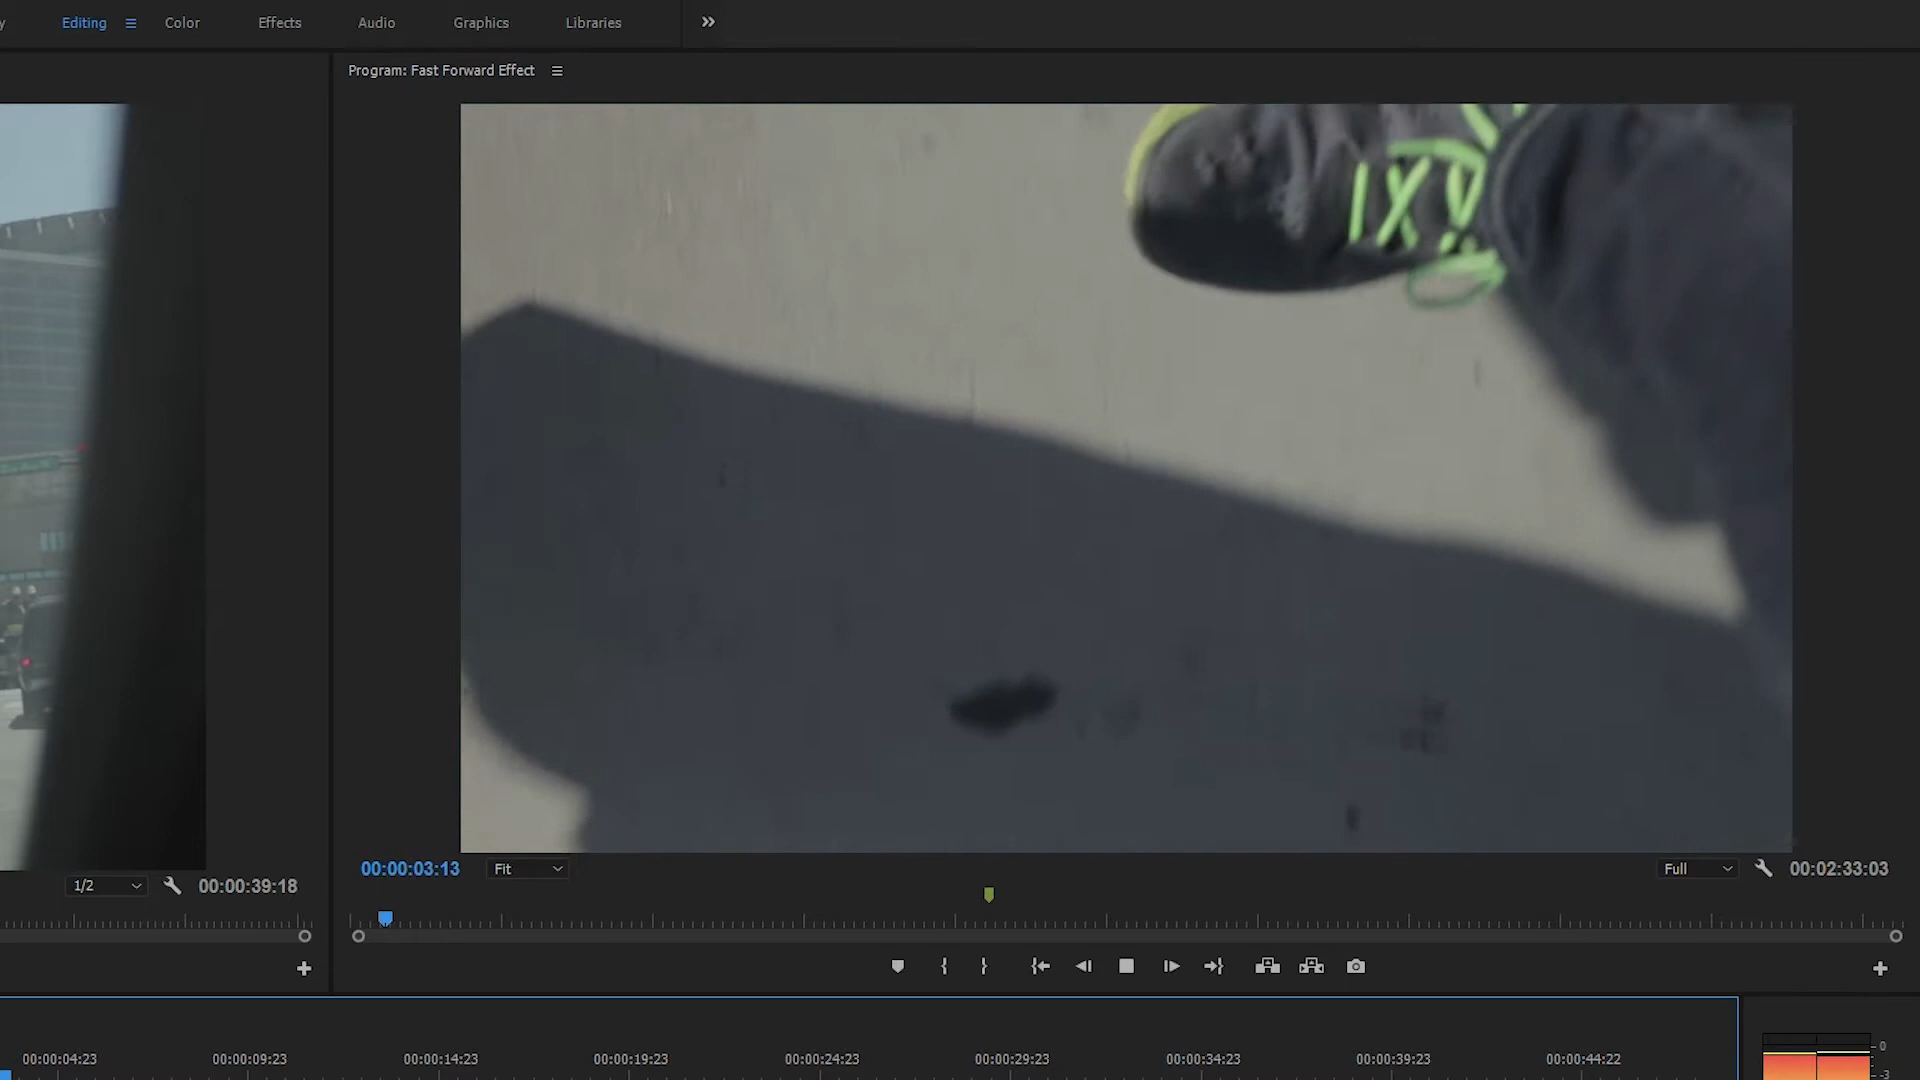 Editing Color Effects Audio Graphics Libraries
Program: Fast Forward Effect
00:00:03:13 Fit Full 00:02:33:03
1/2 00:00:39:18
00:00:04:23 00:00:09:23 00:00:14:23 00:00:19:23 00:00:24:23 00:00:29:23 00:00:34:23 00:00:39:23 00:00:44:22
0
-3